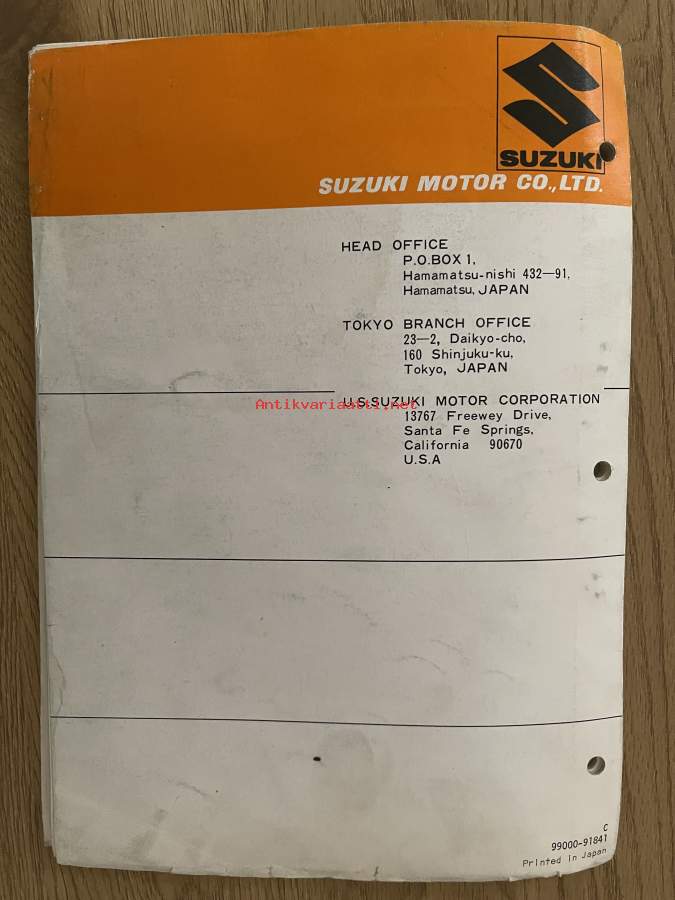 SUZUKI
SUZUKI MOTOR CO.,LTD.
HEAD OFFICE
P.O.BOX 1,
Hamamatsu-nishi 432—91,
Hamamatsu, JAPAN
TOKYO BRANCH OFFICE
23—2, Daikyo-cho,
160 Shinjuku-ku,
Tokyo, JAPAN
U.S.SUZUKI MOTOR CORPORATION
Antikvariaatti.net
13767 Freewey Drive,
Santa Fe Springs,
California 90670
U.S.A
C
99000-91841
Printed in Japan